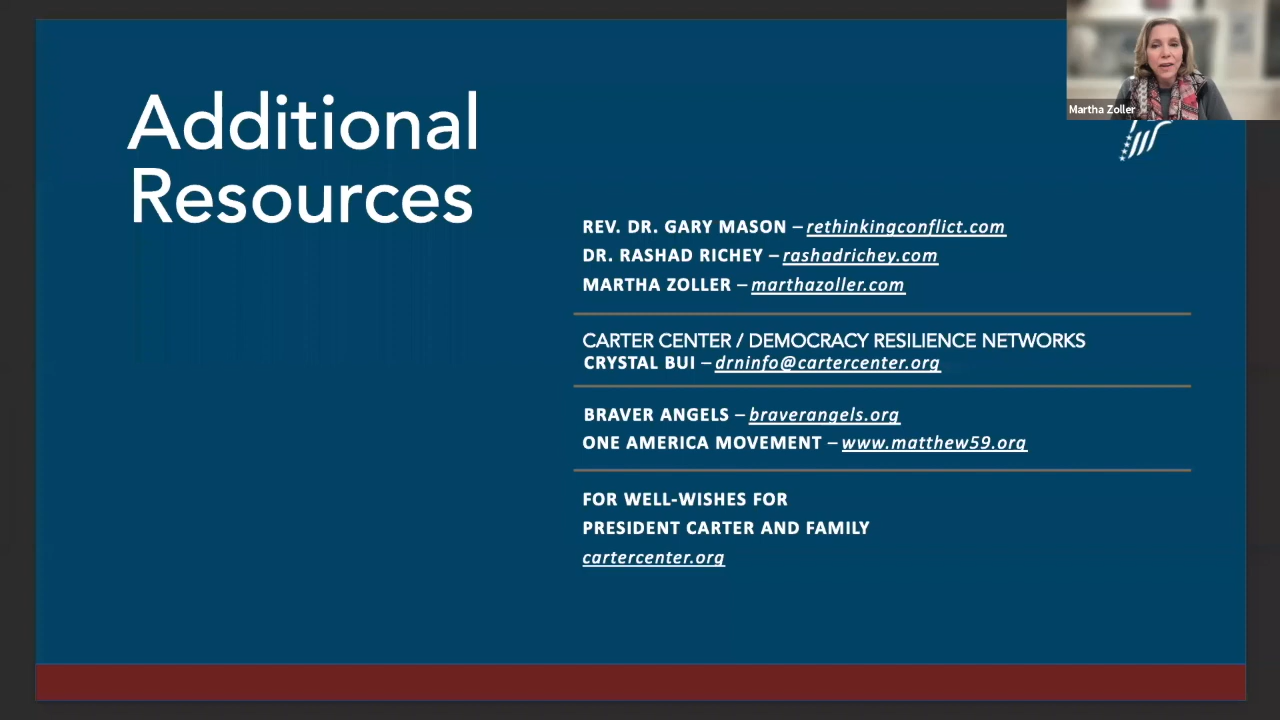 Additional
Resources
Martha Zoller
REV. DR. GARY MASON – rethinkingconflict.com
DR. RASHAD RICHEY – rashadrichey.com
MARTHA ZOLLER – marthazoller.com
CARTER CENTER / DEMOCRACY RESILIENCE NETWORKS
CRYSTAL BUI – drninfo@cartercenter.org
BRAVER ANGELS – braverangels.org
ONE AMERICA MOVEMENT – www.matthew59.org
FOR WELL-WISHES FOR
PRESIDENT CARTER AND FAMILY
cartercenter.org